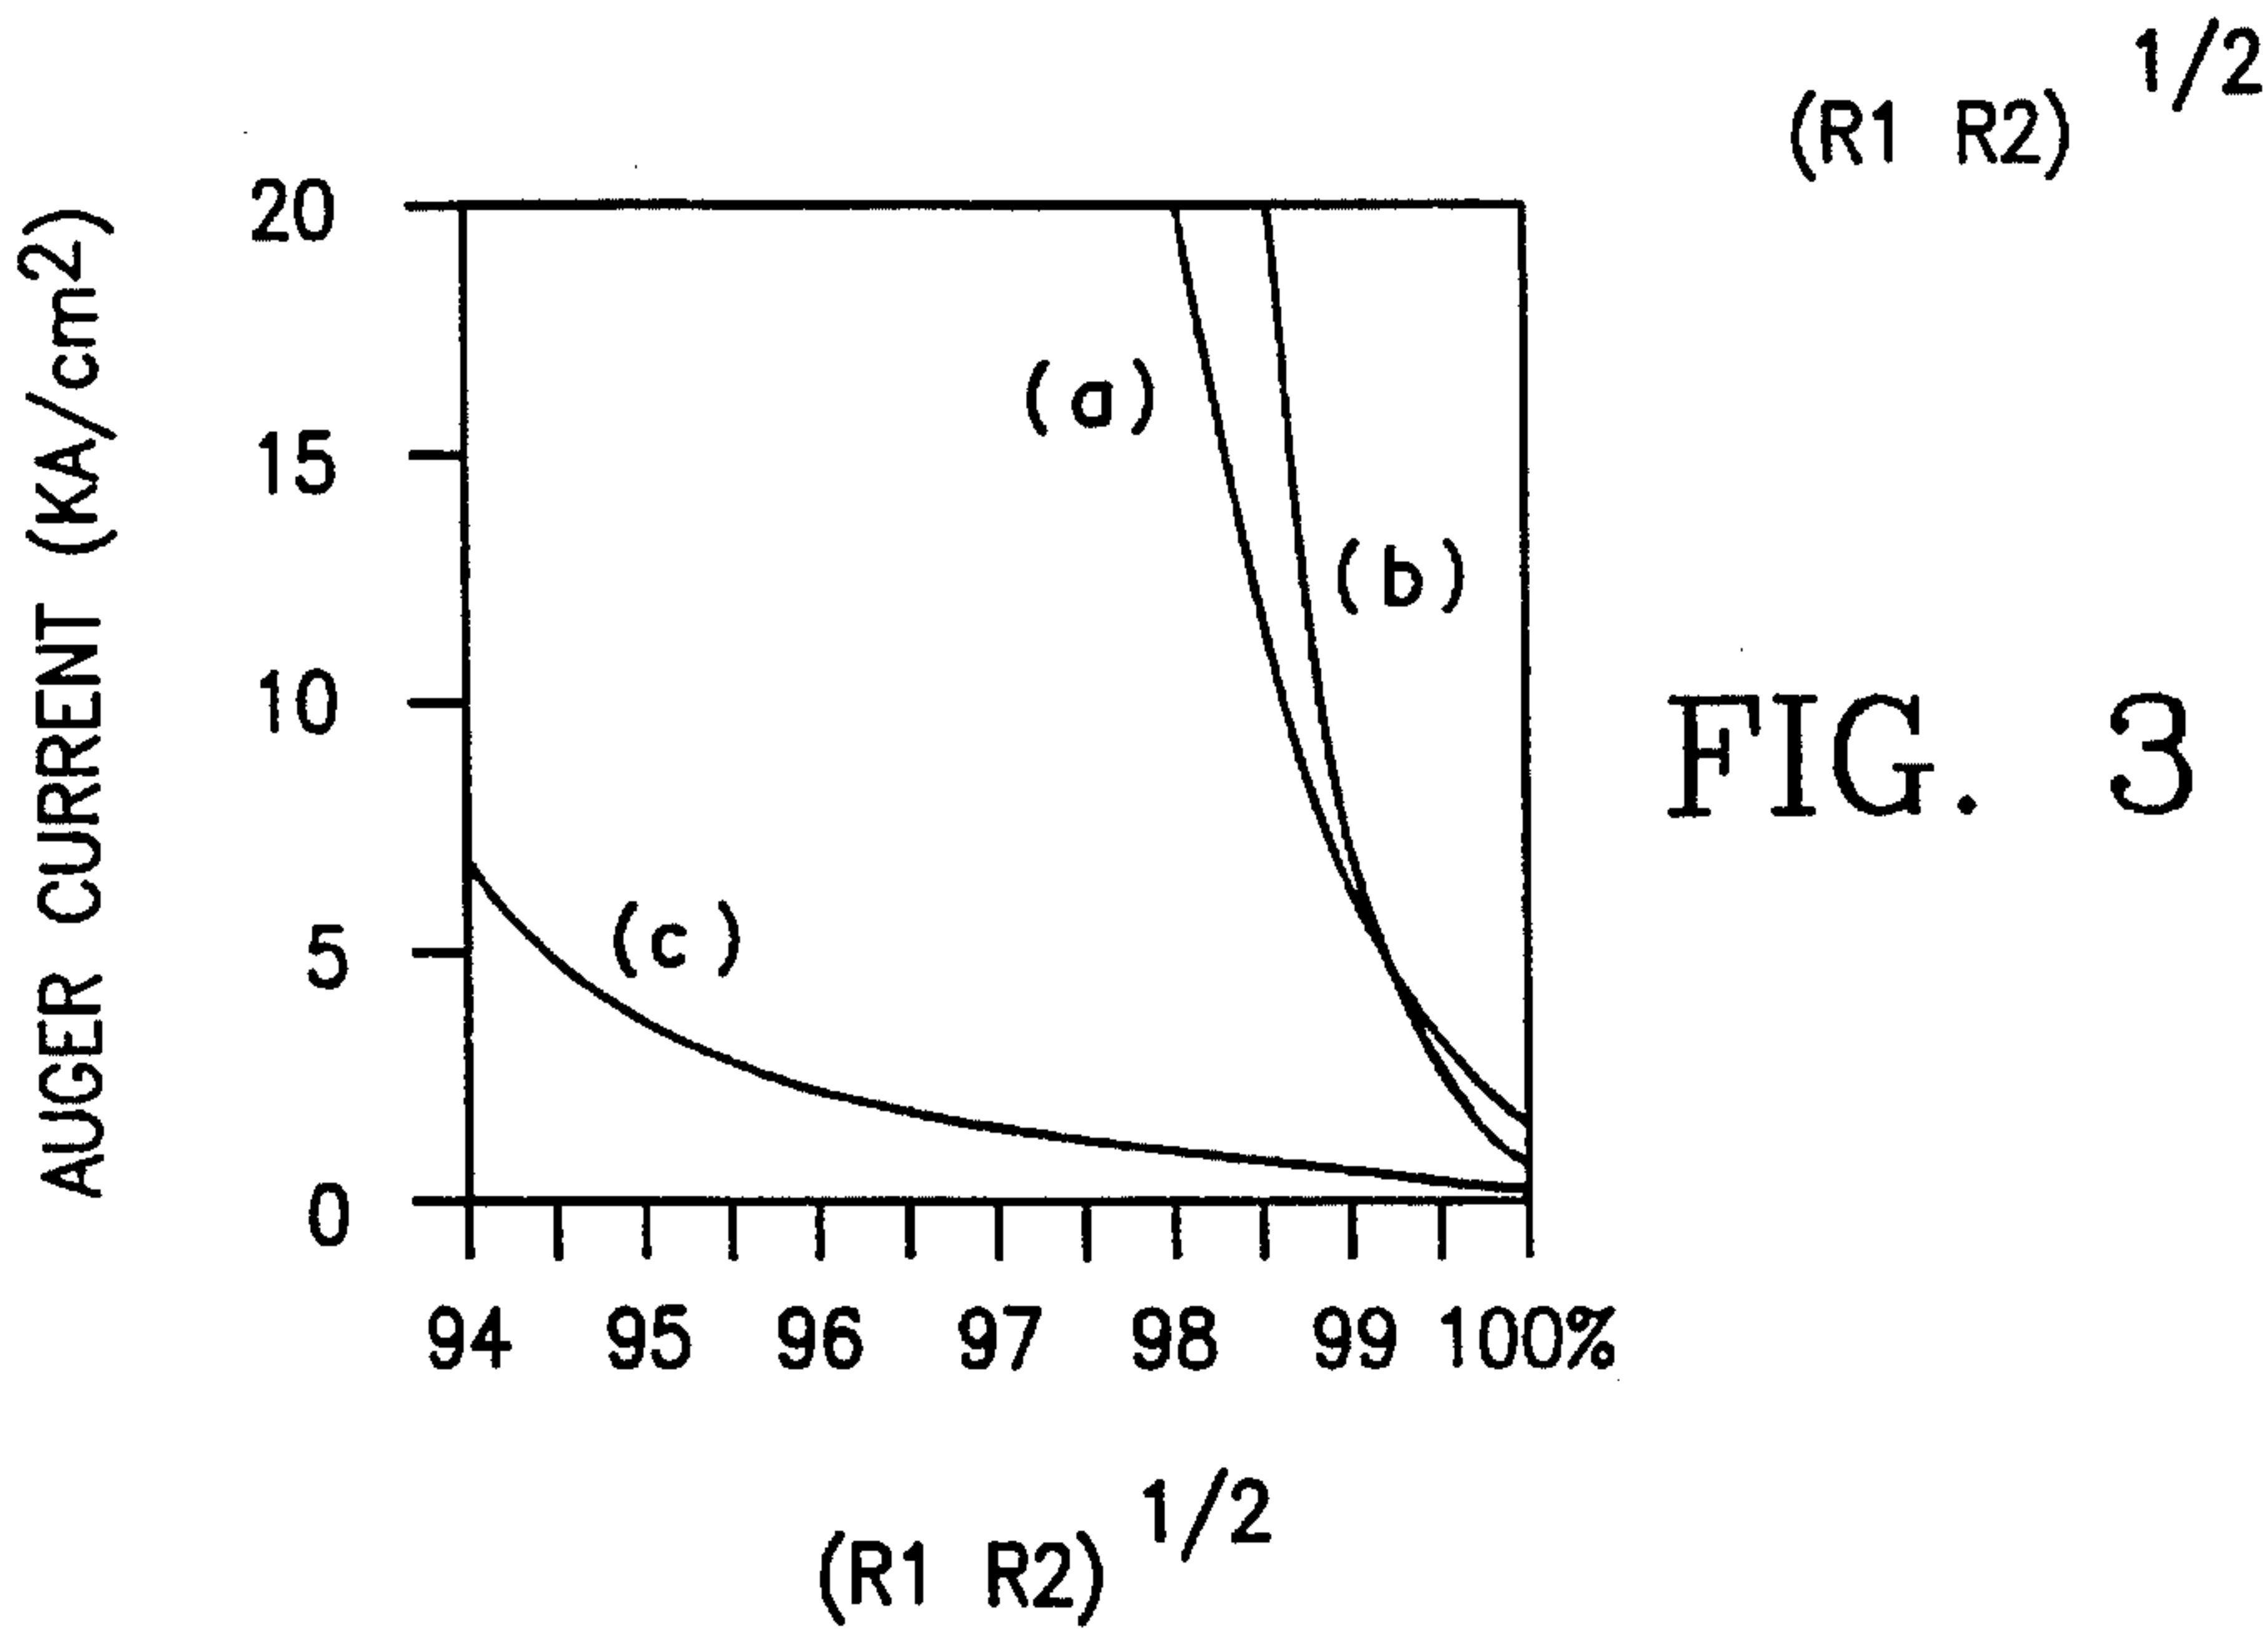 (R1 R2) 1/2
AUGER CURRENT (KA/cm2)
20
15
10
5
0
(a)
(b)
(c)
FIG. 3
94 95 96 97 98 99 100%
(R1 R2) 1/2